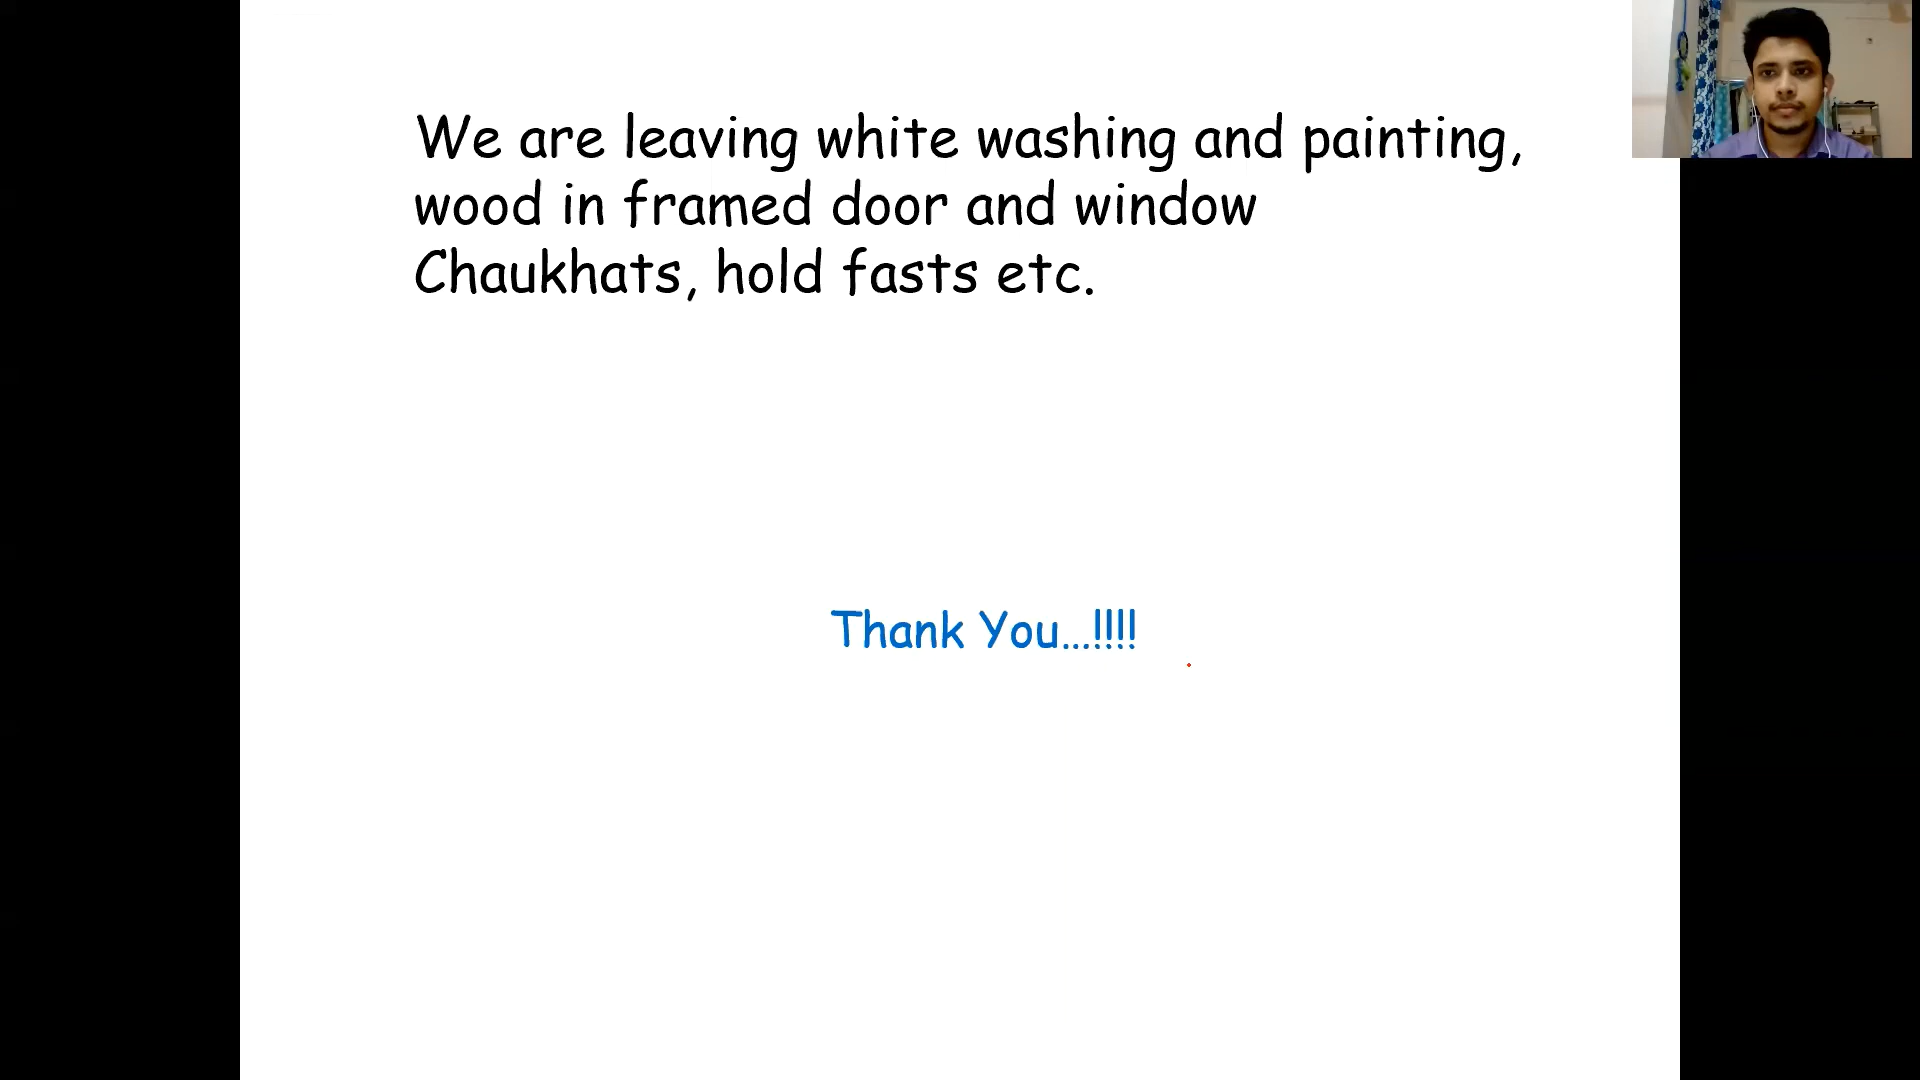 We are leaving white washing and painting,
wood in framed door and window
Chaukhats, hold fasts etc.
Thank You...!!!!